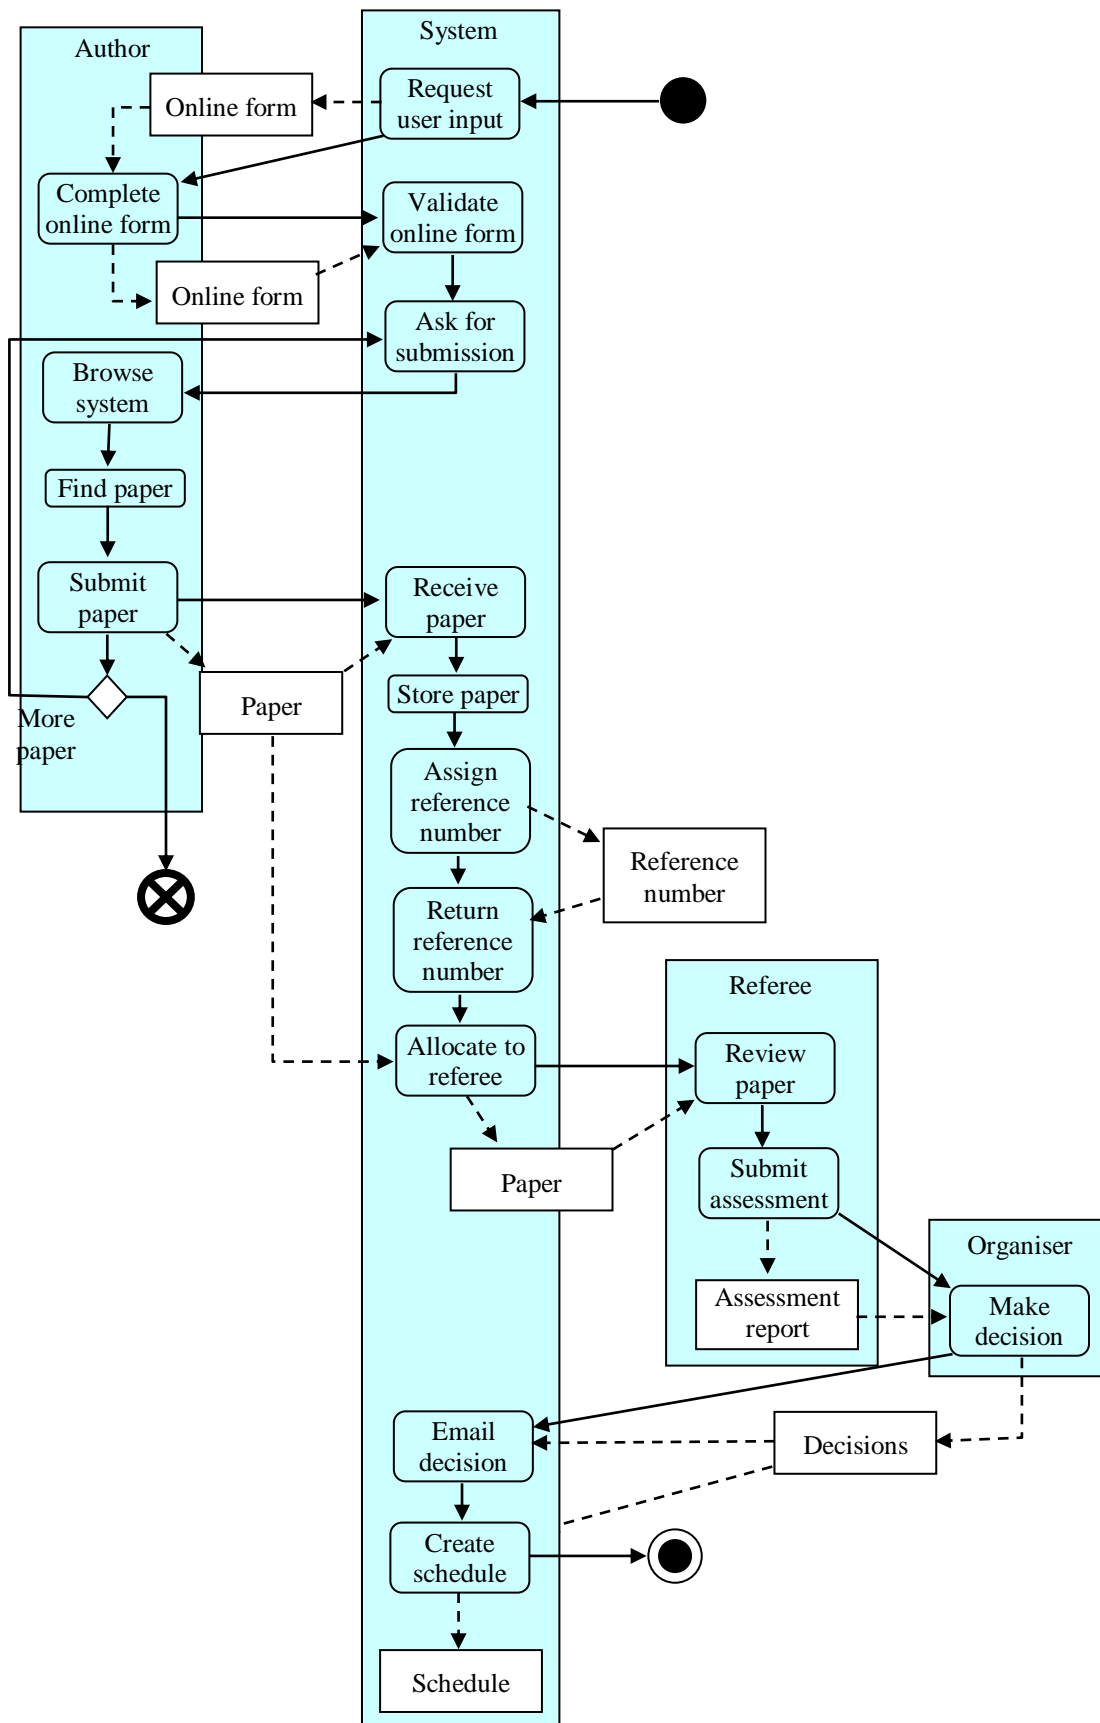 System
Author
Request
user input
Online form
Complete
online form
Validate
online form
Online form
Ask for
submission
Browse
system
Find paper
Submit
paper
Receive
paper
Store paper
More
paper
Paper
Assign
reference
number
Reference
number
Return
reference
number
Referee
Allocate to
referee
Review
paper
Paper
Submit
assessment
Organiser
Assessment
report
Make
decision
Email
decision
Decisions
Create
schedule
Schedule